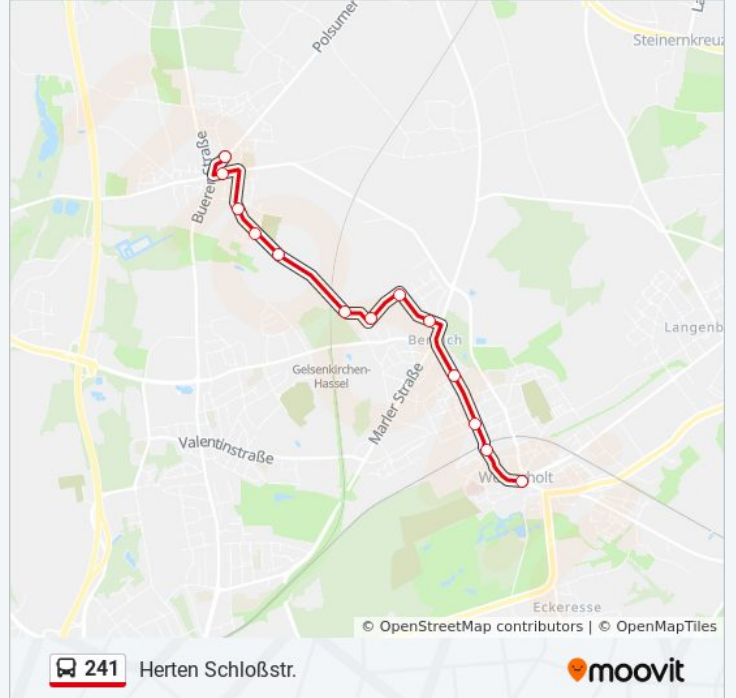 Polsumer
Steinernkreuz
Buerer Straße
Langenb
Gelsenkirchen-
Hassel
Marler Straße
Valentinstraße
Eckeresse
© OpenStreetMap contributors | © OpenMapTiles
241 Herten Schloßstr.
moovit